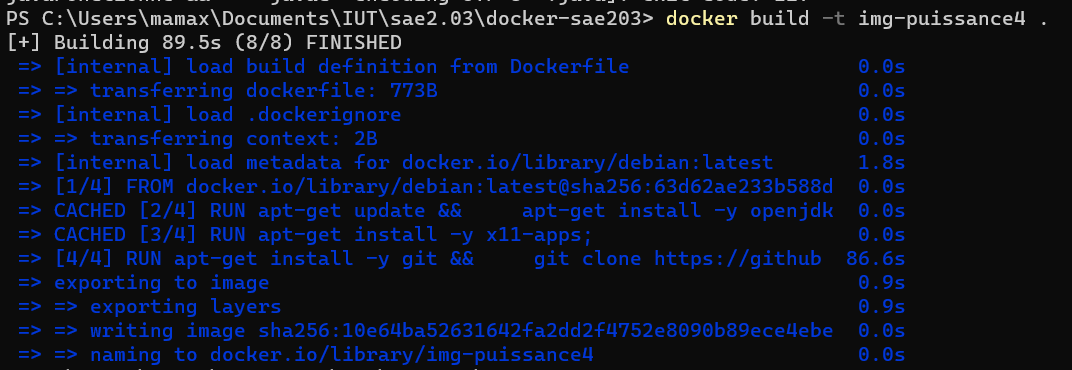 PS C:\Users\mamax\Documents\IUT\sae2.03\docker-sae203> docker build -t img-puissance4 .
[+] Building 89.5s (8/8) FINISHED
=> [internal] load build definition from Dockerfile 0.0s
=> => transferring dockerfile: 773B 0.0s
=> [internal] load .dockerignore 0.0s
=> => transferring context: 2B 0.0s
=> [internal] load metadata for docker.io/library/debian:latest 1.8s
=> [1/4] FROM docker.io/library/debian:latest@sha256:63d62ae233b588d 0.0s
=> CACHED [2/4] RUN apt-get update &&     apt-get install -y openjdk 0.0s
=> CACHED [3/4] RUN apt-get install -y x11-apps; 0.0s
=> [4/4] RUN apt-get install -y git &&     git clone https://github 86.6s
=> exporting to image 0.9s
=> => exporting layers 0.9s
=> => writing image sha256:10e64ba52631642fa2dd2f4752e8090b89ece4ebe 0.0s
=> => naming to docker.io/library/img-puissance4 0.0s